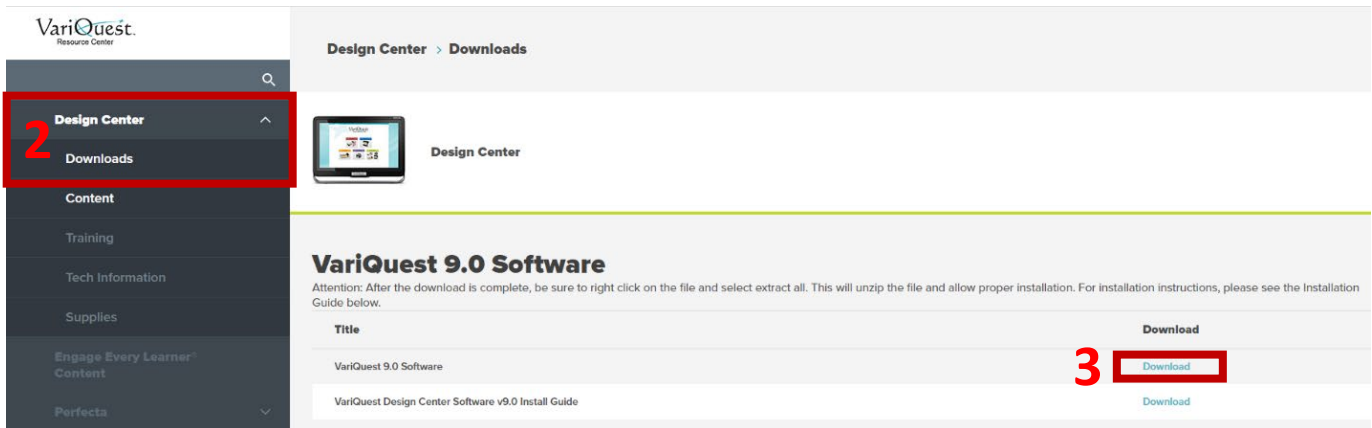 VariQuest.
Resource Center
Design Center > Downloads
2
Design Center
Downloads
Content
Training
Tech Information
Supplies
Engage Every Learner®
Content
Perfecta
Design Center
VariQuest 9.0 Software
Attention: After the download is complete, be sure to right click on the file and select extract all. This will unzip the file and allow proper installation. For installation instructions, please see the Installation
Guide below.
Title Download
VariQuest 9.0 Software 3 Download
VariQuest Design Center Software v9.0 Install Guide Download